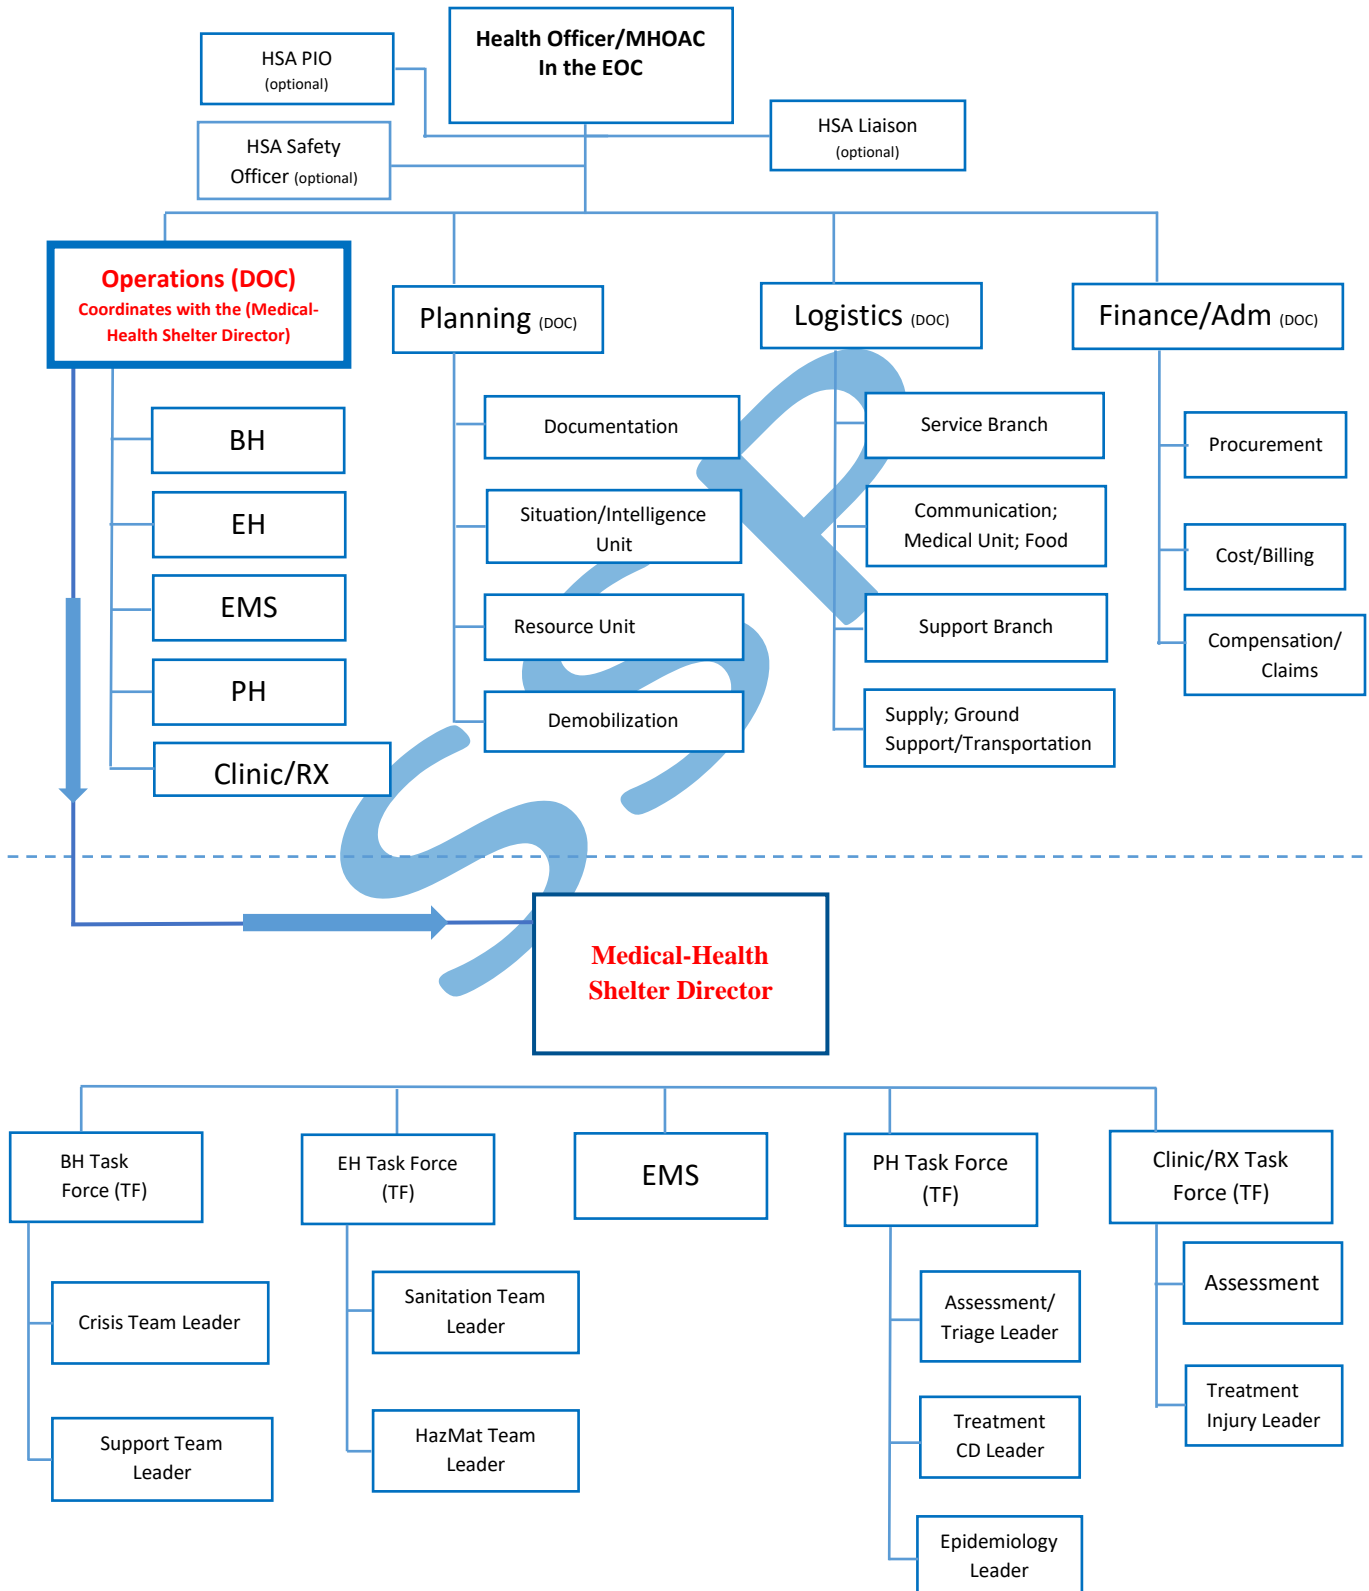 Health Officer/MHOAC
In the EOC
HSA PIO
(optional)
HSA Liaison
(optional)
HSA Safety
Officer (optional)
Operations (DOC)
Coordinates with the (Medical-
Health Shelter Director)
Planning (DOC)
Logistics (DOC)
Finance/Adm (DOC)
BH
EH
EMS
PH
Clinic/RX
Documentation
Situation/Intelligence
Unit
Resource Unit
Demobilization
Service Branch
Communication;
Medical Unit; Food
Support Branch
Supply; Ground
Support/Transportation
Procurement
Cost/Billing
Compensation/
Claims
SSP
Medical-Health
Shelter Director
BH Task
Force (TF)
EH Task Force
(TF)
EMS
PH Task Force
(TF)
Clinic/RX Task
Force (TF)
Crisis Team Leader
Support Team
Leader
Sanitation Team
Leader
HazMat Team
Leader
Assessment/
Triage Leader
Treatment
CD Leader
Epidemiology
Leader
Assessment
Treatment
Injury Leader